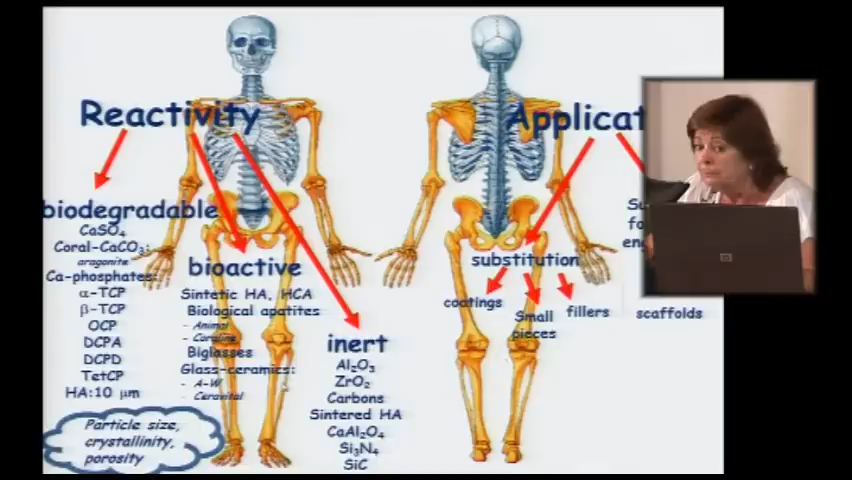 Reactivity
biodegradable
CaSO4
Coral-CaCO3:
aragonite
Ca-phosphates:
α-TCP
β-TCP
OCP
DCPA
DCPD
TetCP
HA:10 μm
Particle size,
crystallinity,
porosity
bioactive
Sintetic HA, HCA
Biological apatites
- Animal
- Coraline
Biglasses
Glass-ceramics:
- A-W
- Ceravital
inert
Al2O3
ZrO2
Carbons
Sintered HA
CaAl2O4
Si3N4
SiC
Applicat
substitution
coatings
Small
pieces
fillers
scaffolds